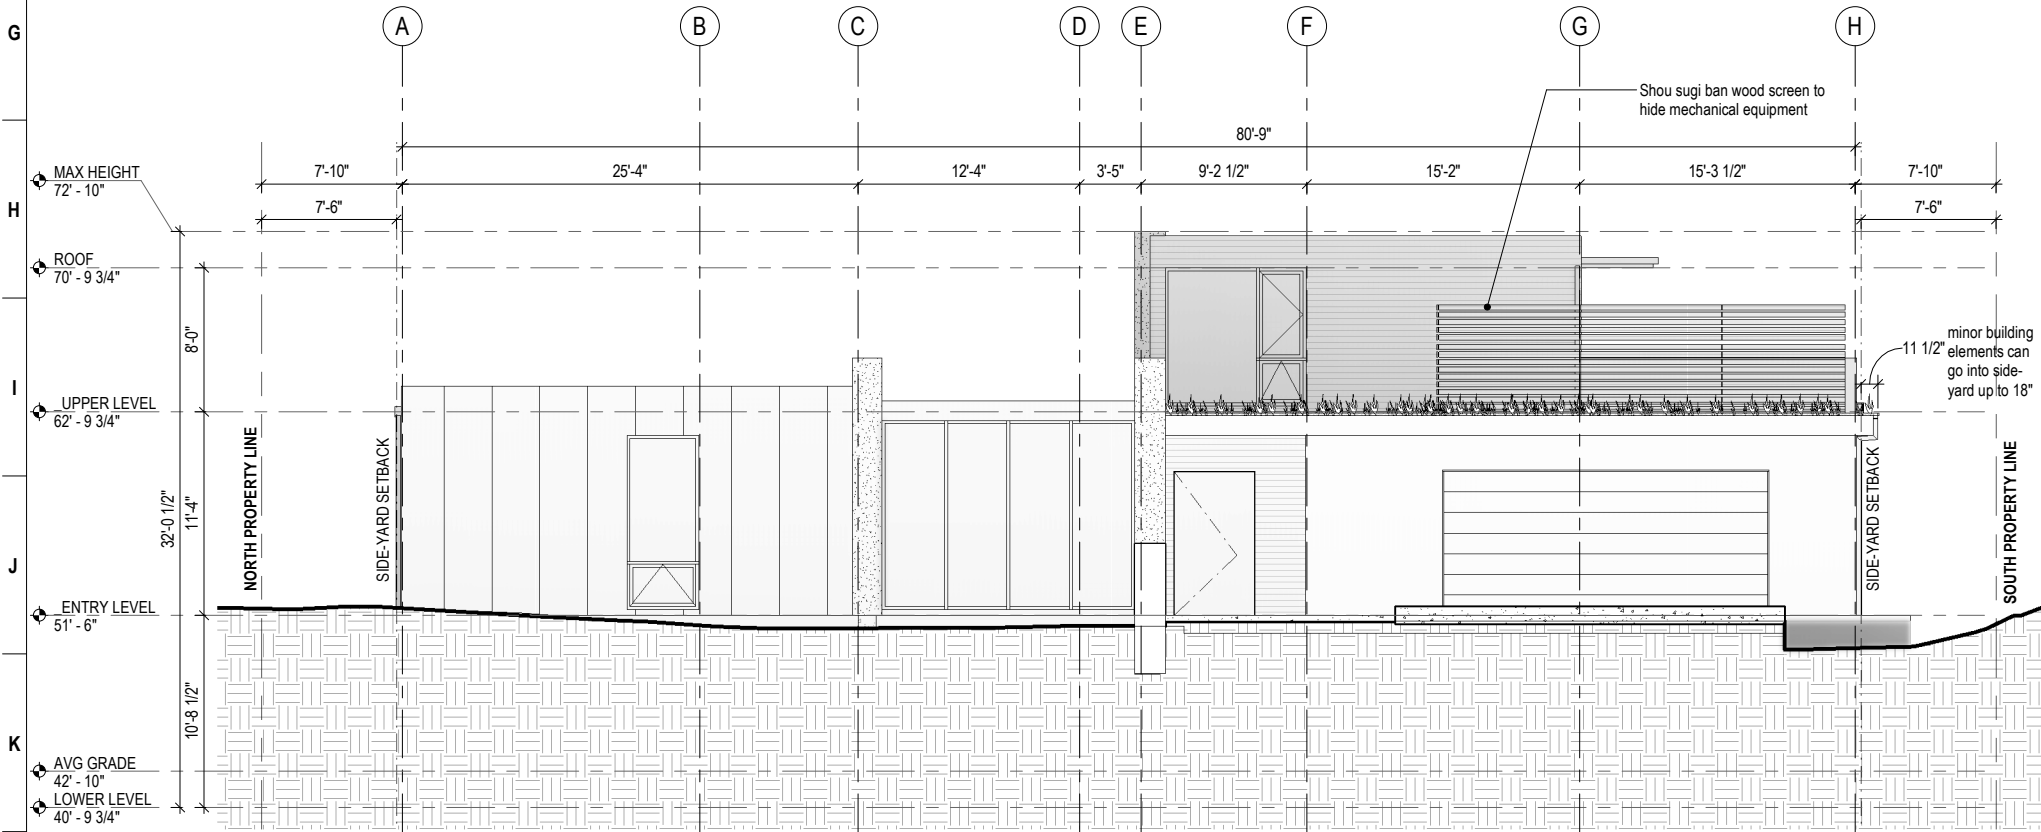 G
A
B
C
D
E
F
G
H
Shou sugi ban wood screen to
hide mechanical equipment
80'-9"
MAX HEIGHT
72' - 10"
7'-10"
25'-4"
12'-4"
3'-5"
9'-2 1/2"
15'-2"
15'-3 1/2"
7'-10"
H
7'-6"
7'-6"
ROOF
70' - 9 3/4"
8'-0"
11 1/2"
minor building
elements can
go into side-
yard up to 18"
I
UPPER LEVEL
62' - 9 3/4"
NORTH PROPERTY LINE
SIDE-YARD SETBACK
SIDE-YARD SETBACK
SOUTH PROPERTY LINE
32'-0 1/2"
11'-4"
J
ENTRY LEVEL
51' - 6"
10'-8 1/2"
K
AVG GRADE
42' - 10"
LOWER LEVEL
40' - 9 3/4"